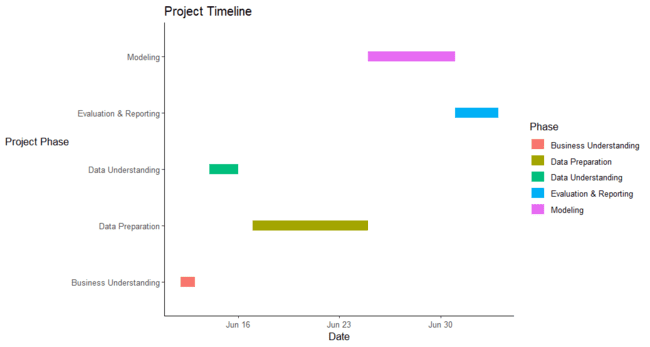 Project Timeline
Modeling
Evaluation & Reporting
Project Phase
Data Understanding
Data Preparation
Business Understanding
Jun 16
Jun 23
Jun 30
Date
Phase
Business Understanding
Data Preparation
Data Understanding
Evaluation & Reporting
Modeling